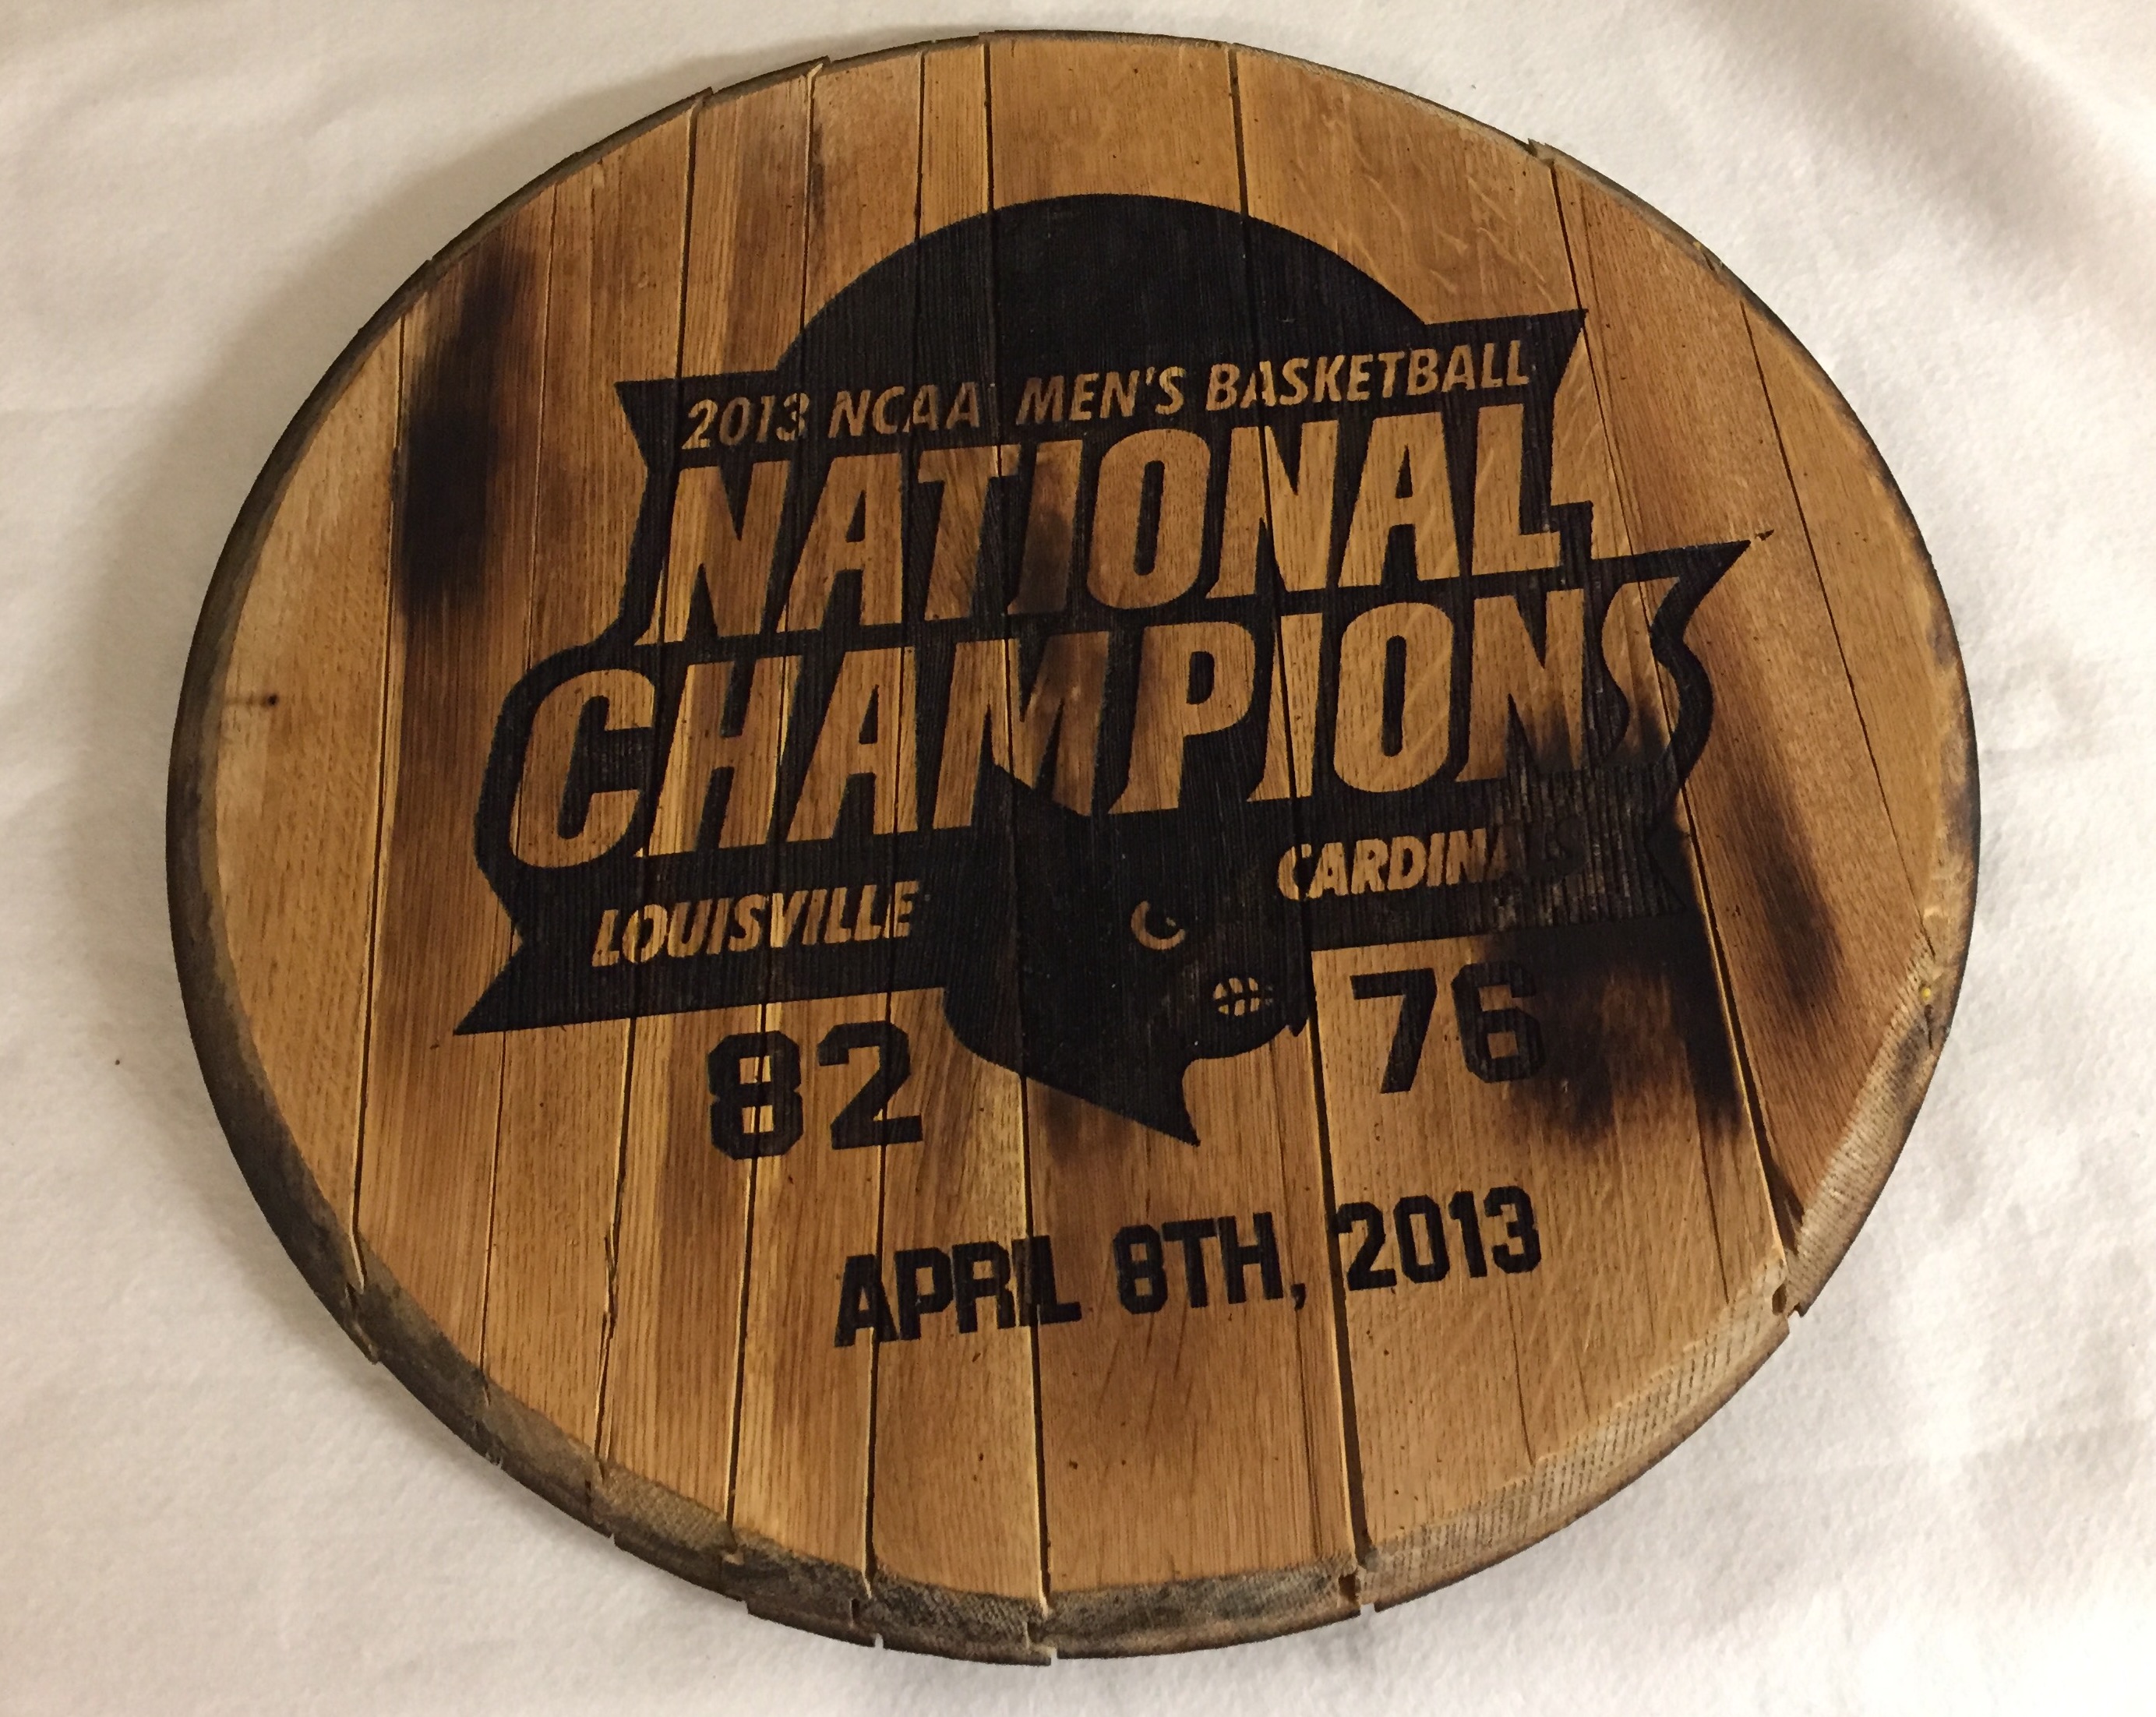 2013 NCAA MEN'S BASKETBALL
NATIONAL
CHAMPIONS
LOUISVILLE CARDINALS
82 76
APRIL 8TH, 2013